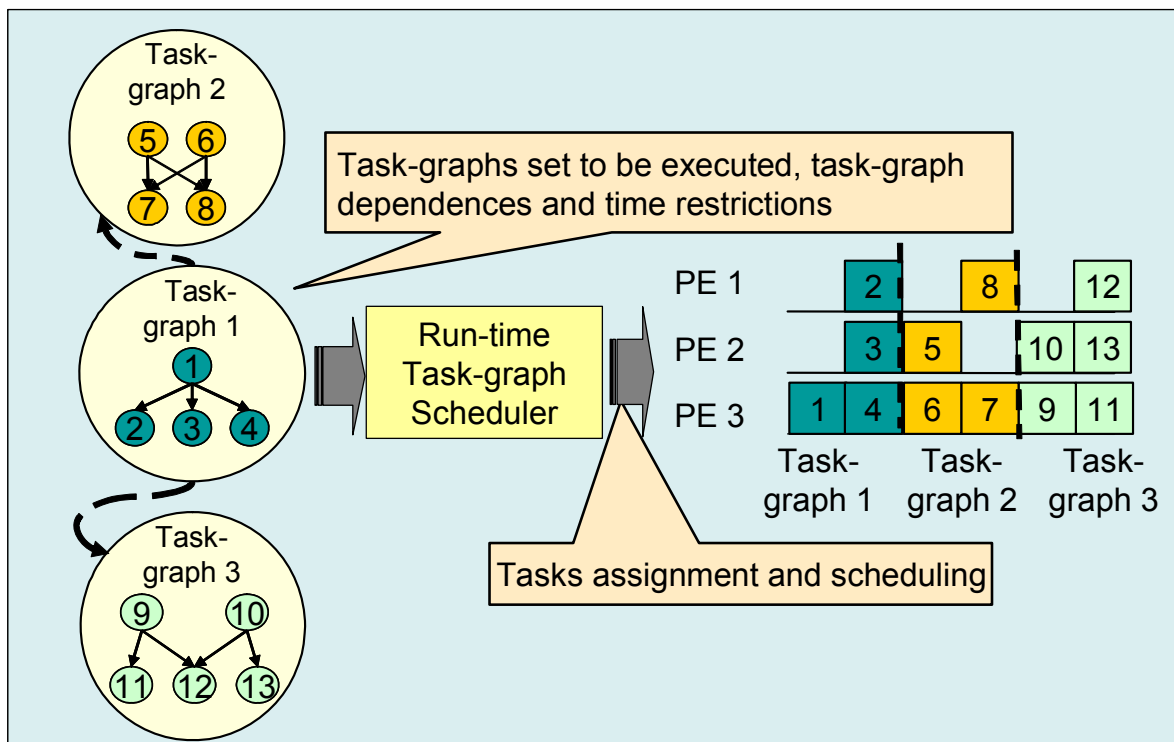 Task-
graph 2
5 6
7 8
Task-graphs set to be executed, task-graph
dependences and time restrictions
Task-
graph 1
1
2 3 4
Run-time
Task-graph
Scheduler
PE 1
2 8 12
PE 2
3 5 10 13
PE 3
1 4 6 7 9 11
Task-
graph 1
Task-
graph 2
Task-
graph 3
Tasks assignment and scheduling
Task-
graph 3
9 10
11 12 13